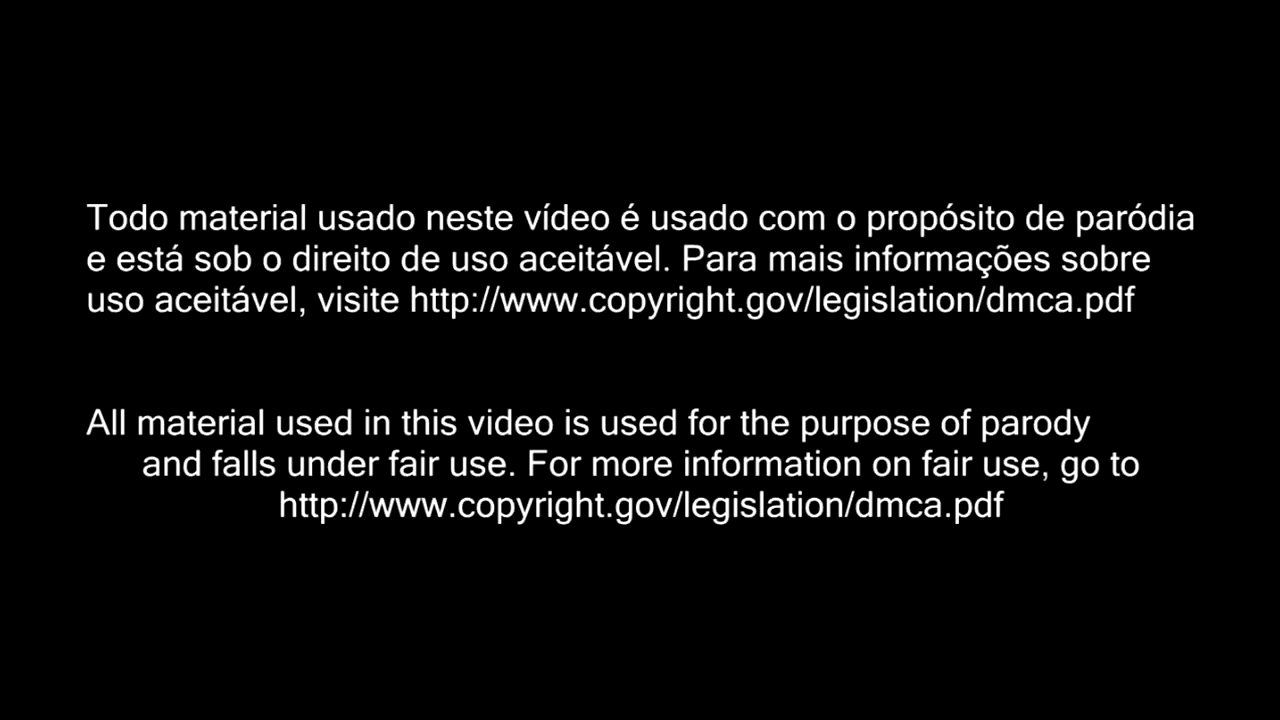 Todo material usado neste vídeo é usado com o propósito de paródia
e está sob o direito de uso aceitável. Para mais informações sobre
uso aceitável, visite http://www.copyright.gov/legislation/dmca.pdf
All material used in this video is used for the purpose of parody
and falls under fair use. For more information on fair use, go to
http://www.copyright.gov/legislation/dmca.pdf